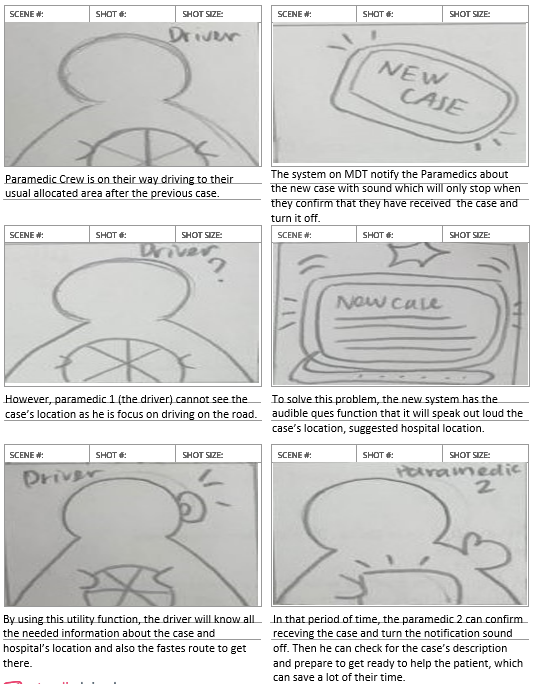 SCENE #: SHOT #: SHOT SIZE:
Driver
Paramedic Crew is on their way driving to their
usual allocated area after the previous case.
SCENE #: SHOT #: SHOT SIZE:
NEW
CASE
The system on MDT notify the Paramedics about
the new case with sound which will only stop when
they confirm that they have received the case and
turn it off.
SCENE #: SHOT #: SHOT SIZE:
Driver
?
However, paramedic 1 (the driver) cannot see the
case's location as he is focus on driving on the road.
SCENE #: SHOT #: SHOT SIZE:
New case
To solve this problem, the new system has the
audible ques function that it will speak out loud the
case's location, suggested hospital location.
SCENE #: SHOT #: SHOT SIZE:
Driver
By using this utility function, the driver will know all
the needed information about the case and
hospital's location and also the fastes route to get
there.
SCENE #: SHOT #: SHOT SIZE:
Paramedic
2
In that period of time, the paramedic 2 can confirm
receving the case and turn the notification sound
off. Then he can check for the case's description
and prepare to get ready to help the patient, which
can save a lot of their time.